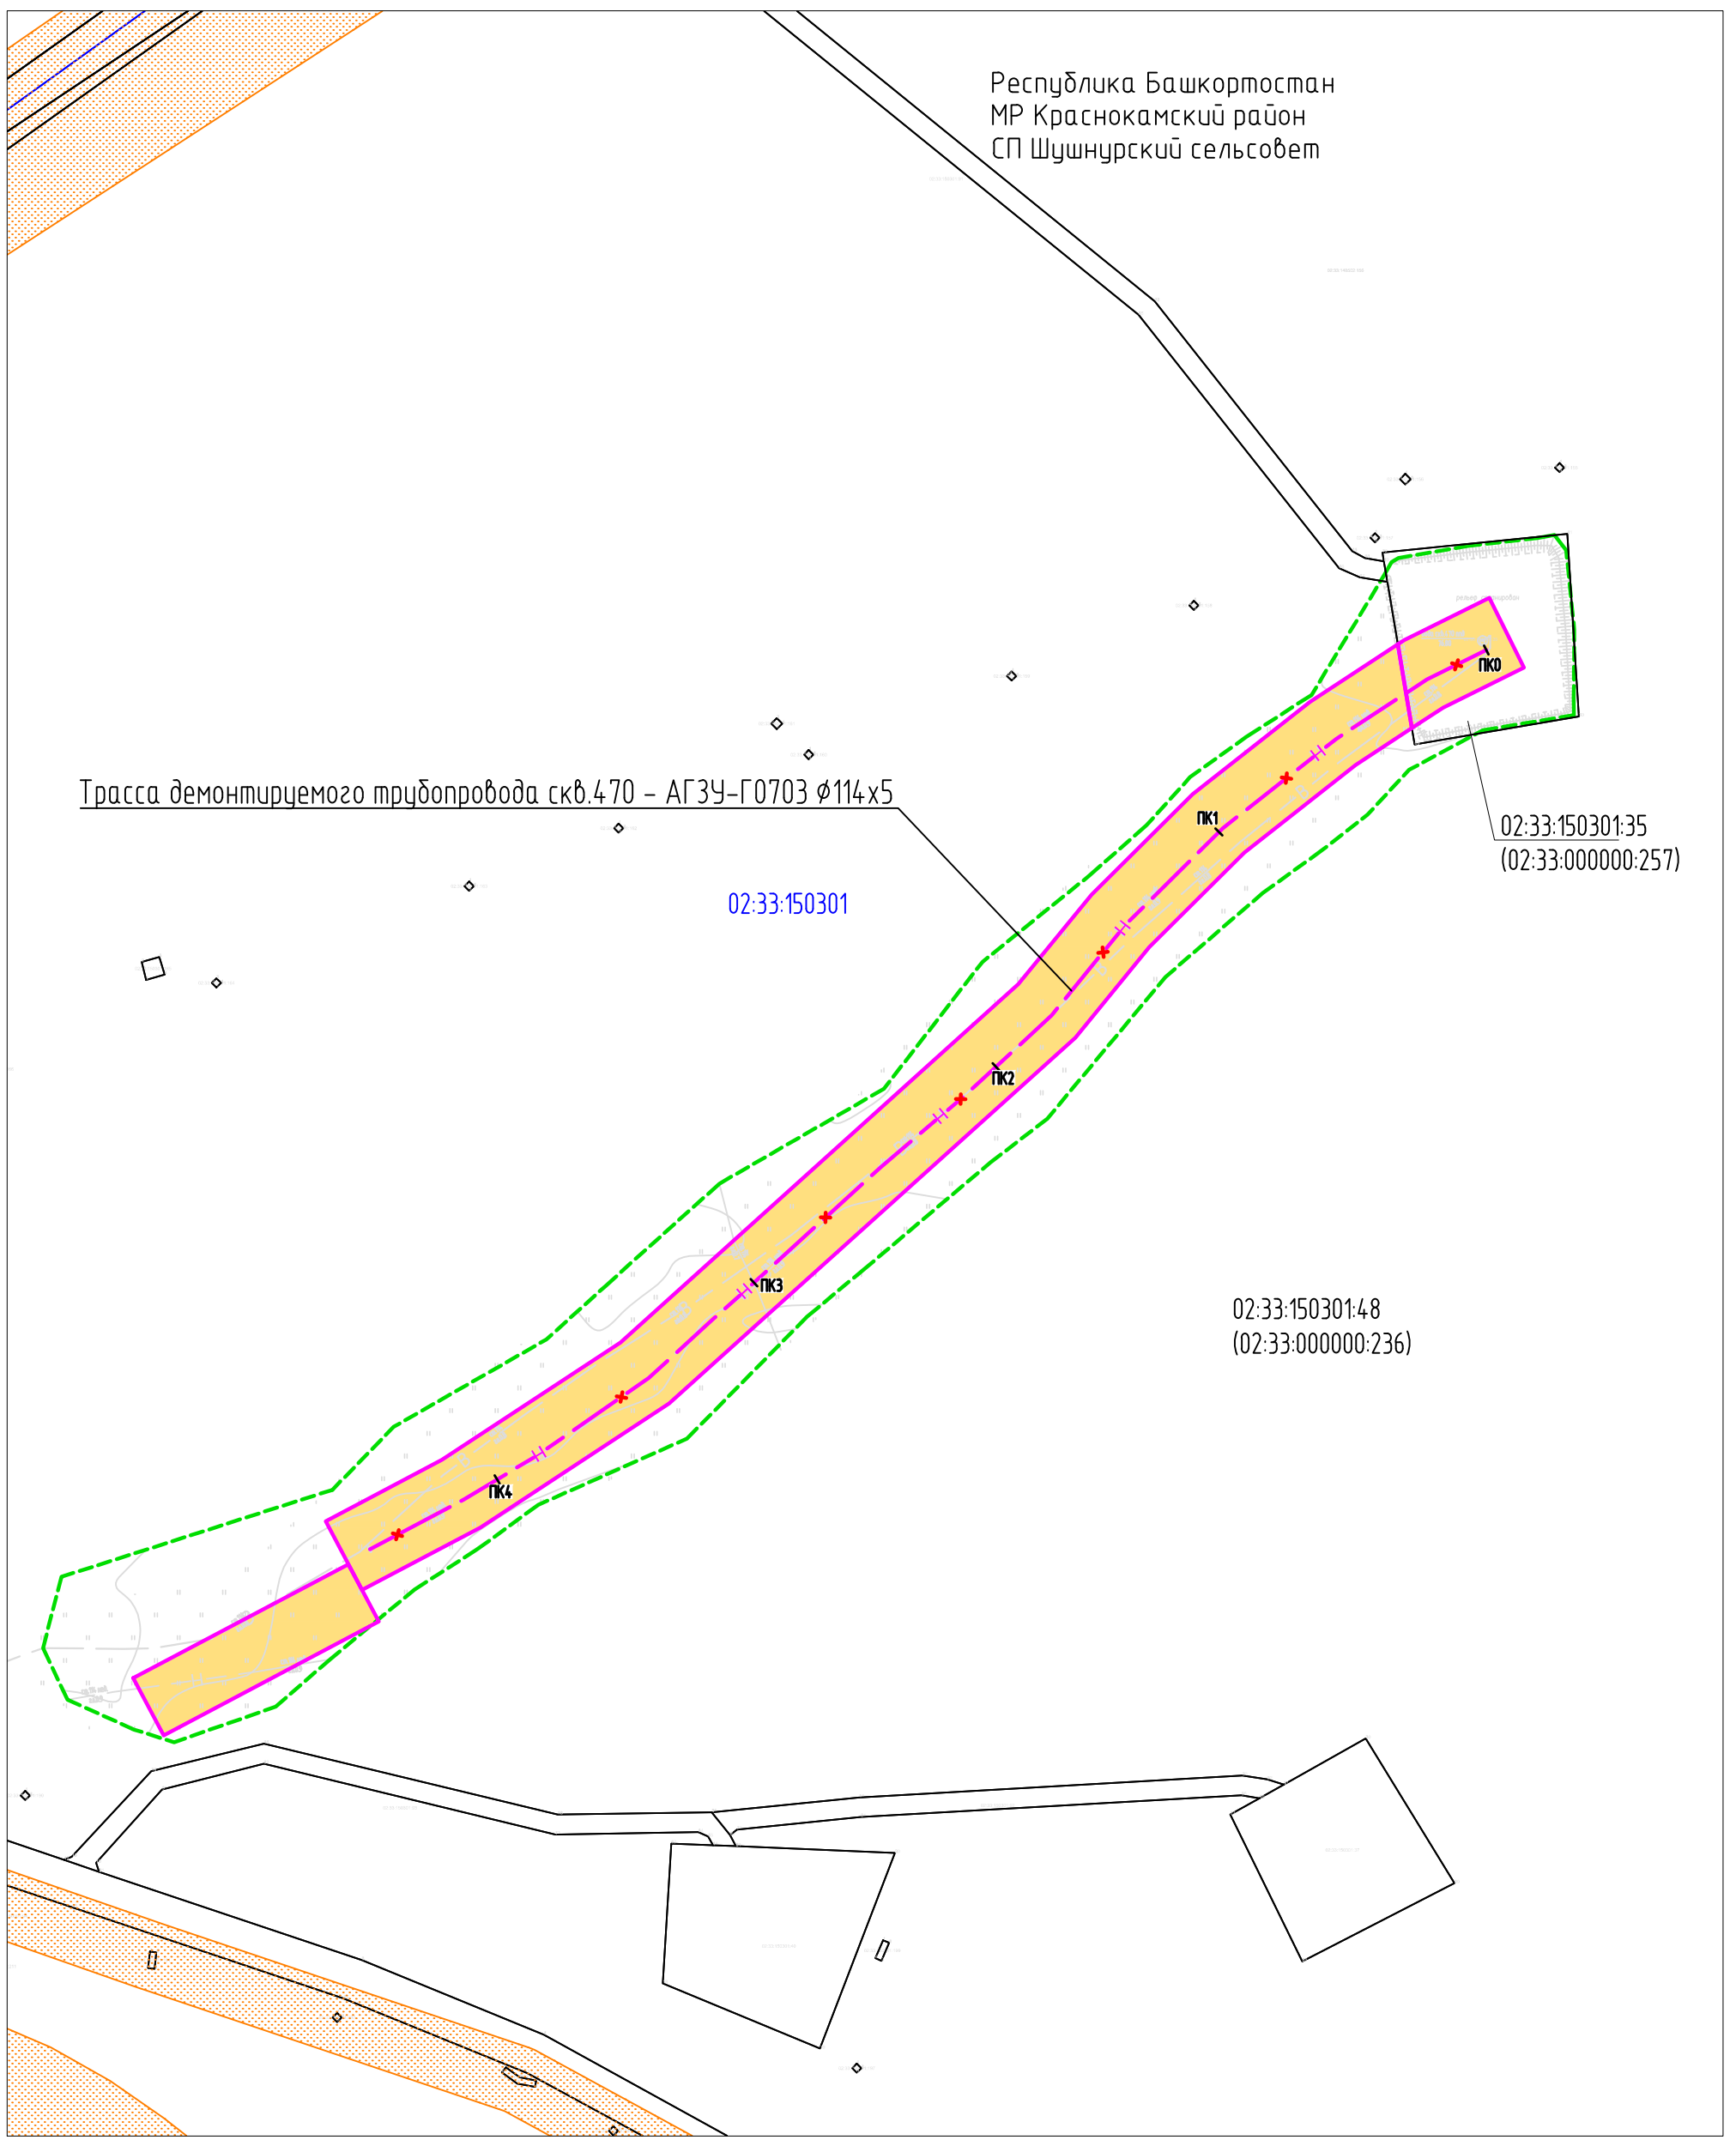 Республика Башкортостан
МР Краснокамский район
СП Шушнурский сельсовет
ПК0
Трасса демонтируемого трубопровода скв.470 – АГЗУ-Г0703 Ø114х5
ПК1
02:33:150301:35
(02:33:000000:257)
02:33:150301
ПК2
ПК3
02:33:150301:48
(02:33:000000:236)
ПК4